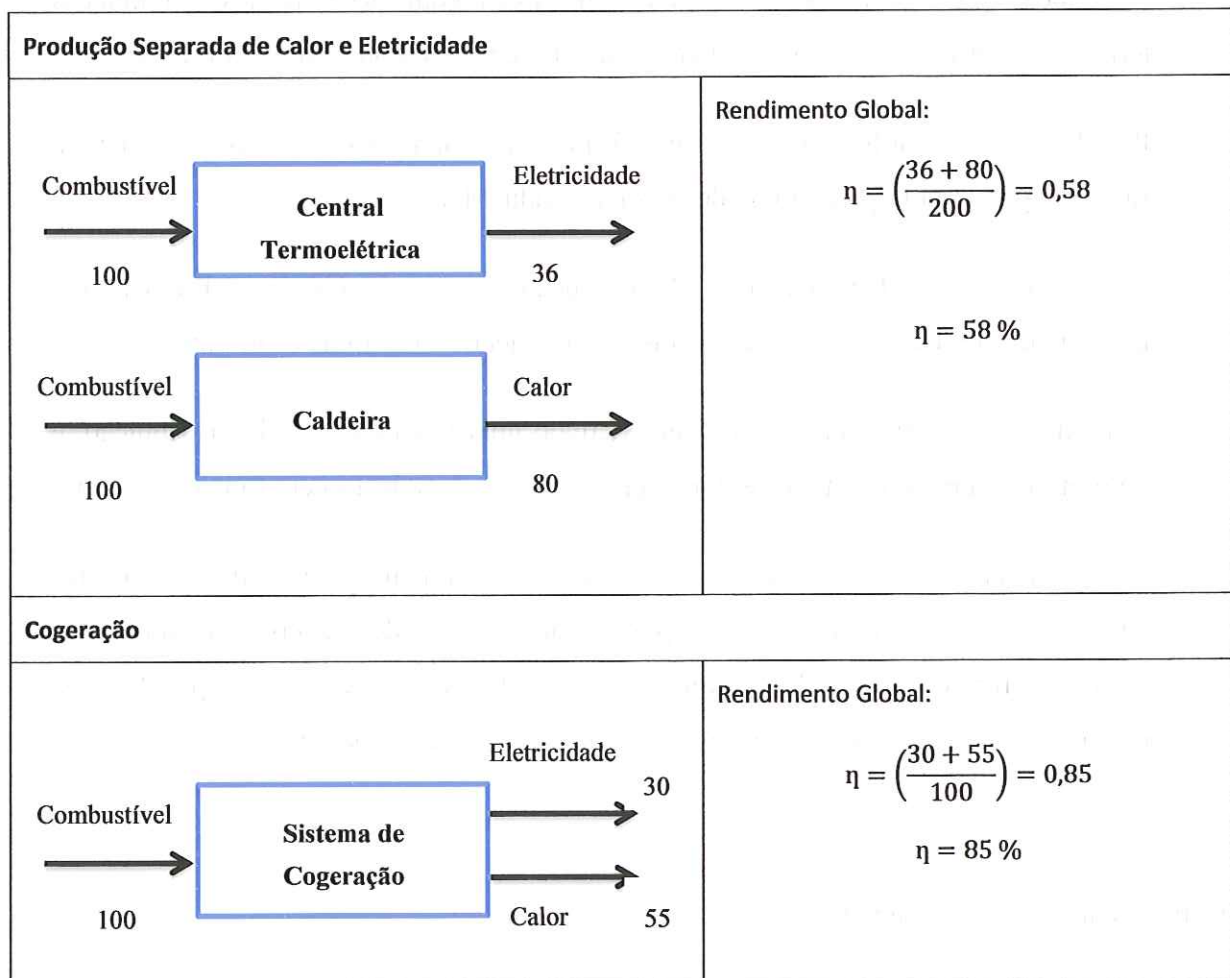 Produção Separada de Calor e Eletricidade
Combustível
100
Central
Termoelétrica
Eletricidade
36
Combustível
100
Caldeira
Calor
80
Rendimento Global:
η = ((36 + 80)/200) = 0,58
η = 58 %
Cogeração
Combustível
100
Sistema de
Cogeração
Eletricidade
30
Calor
55
Rendimento Global:
η = ((30 + 55)/100) = 0,85
η = 85 %